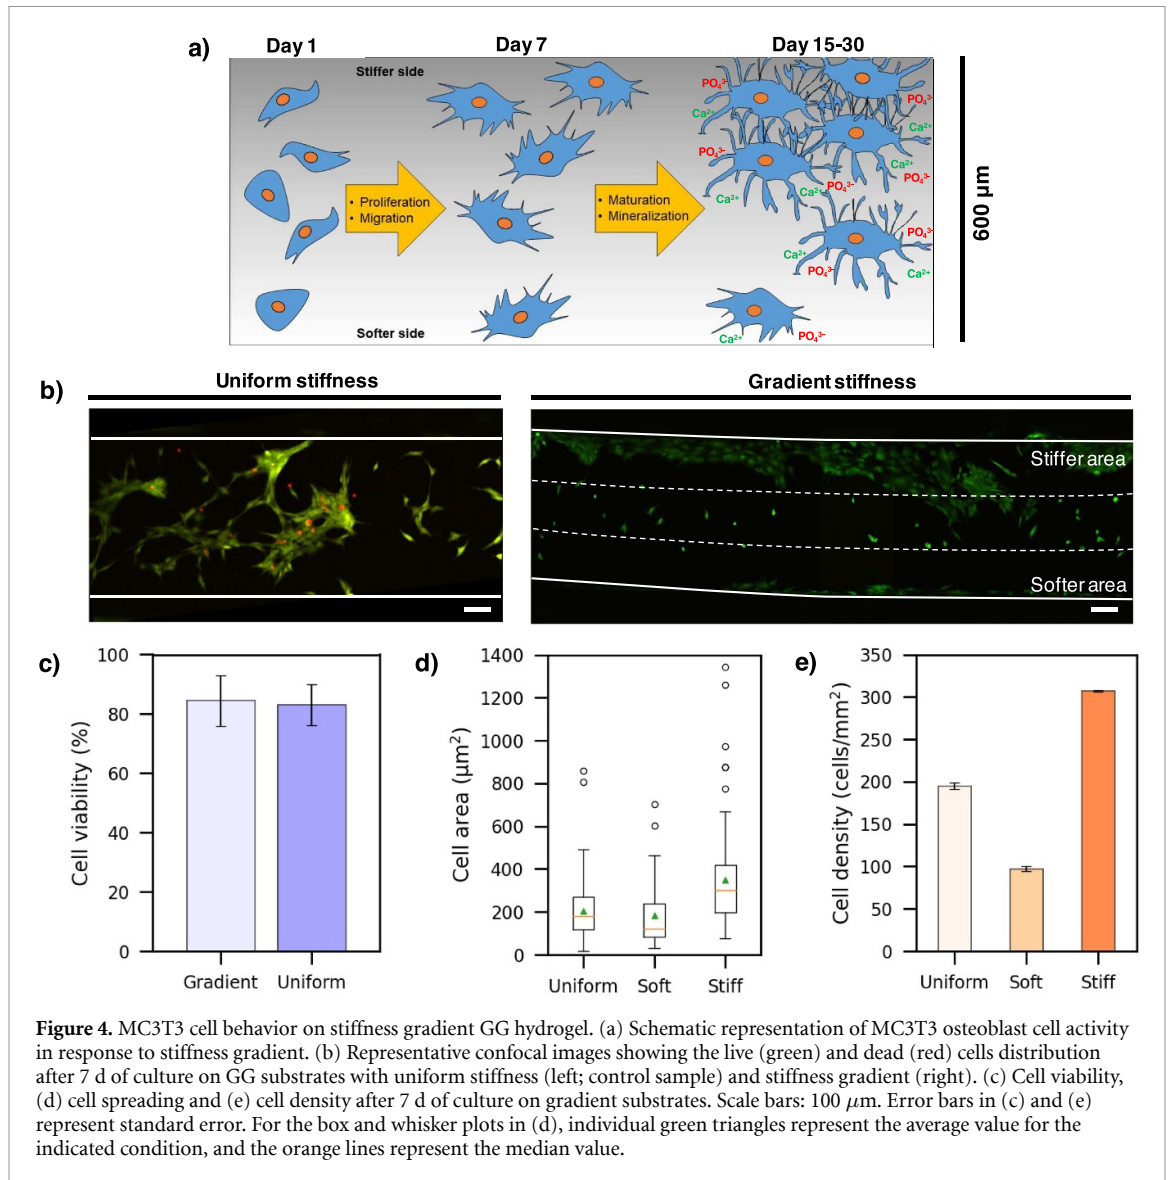 a)
Day 1
Day 7
Day 15-30
Stiffer side
• Proliferation
• Migration
• Maturation
• Mineralization
PO₄³⁻
Ca²⁺
PO₄³⁻
Ca²⁺
PO₄³⁻
Ca²⁺
PO₄³⁻
Ca²⁺
Ca²⁺
PO₄³⁻
PO₄³⁻
Ca²⁺
PO₄³⁻
Ca²⁺
Softer side
Ca²⁺
PO₄³⁻
600 µm
b)
Uniform stiffness
Gradient stiffness
Stiffer area
Softer area
c)
100
80
60
40
20
0
Cell viability (%)
Gradient
Uniform
d)
1400
1200
1000
800
600
400
200
0
Cell area (µm²)
Uniform
Soft
Stiff
e)
350
300
250
200
150
100
50
0
Cell density (cells/mm²)
Uniform
Soft
Stiff
Figure 4. MC3T3 cell behavior on stiffness gradient GG hydrogel. (a) Schematic representation of MC3T3 osteoblast cell activity
in response to stiffness gradient. (b) Representative confocal images showing the live (green) and dead (red) cells distribution
after 7 d of culture on GG substrates with uniform stiffness (left; control sample) and stiffness gradient (right). (c) Cell viability,
(d) cell spreading and (e) cell density after 7 d of culture on gradient substrates. Scale bars: 100 µm. Error bars in (c) and (e)
represent standard error. For the box and whisker plots in (d), individual green triangles represent the average value for the
indicated condition, and the orange lines represent the median value.